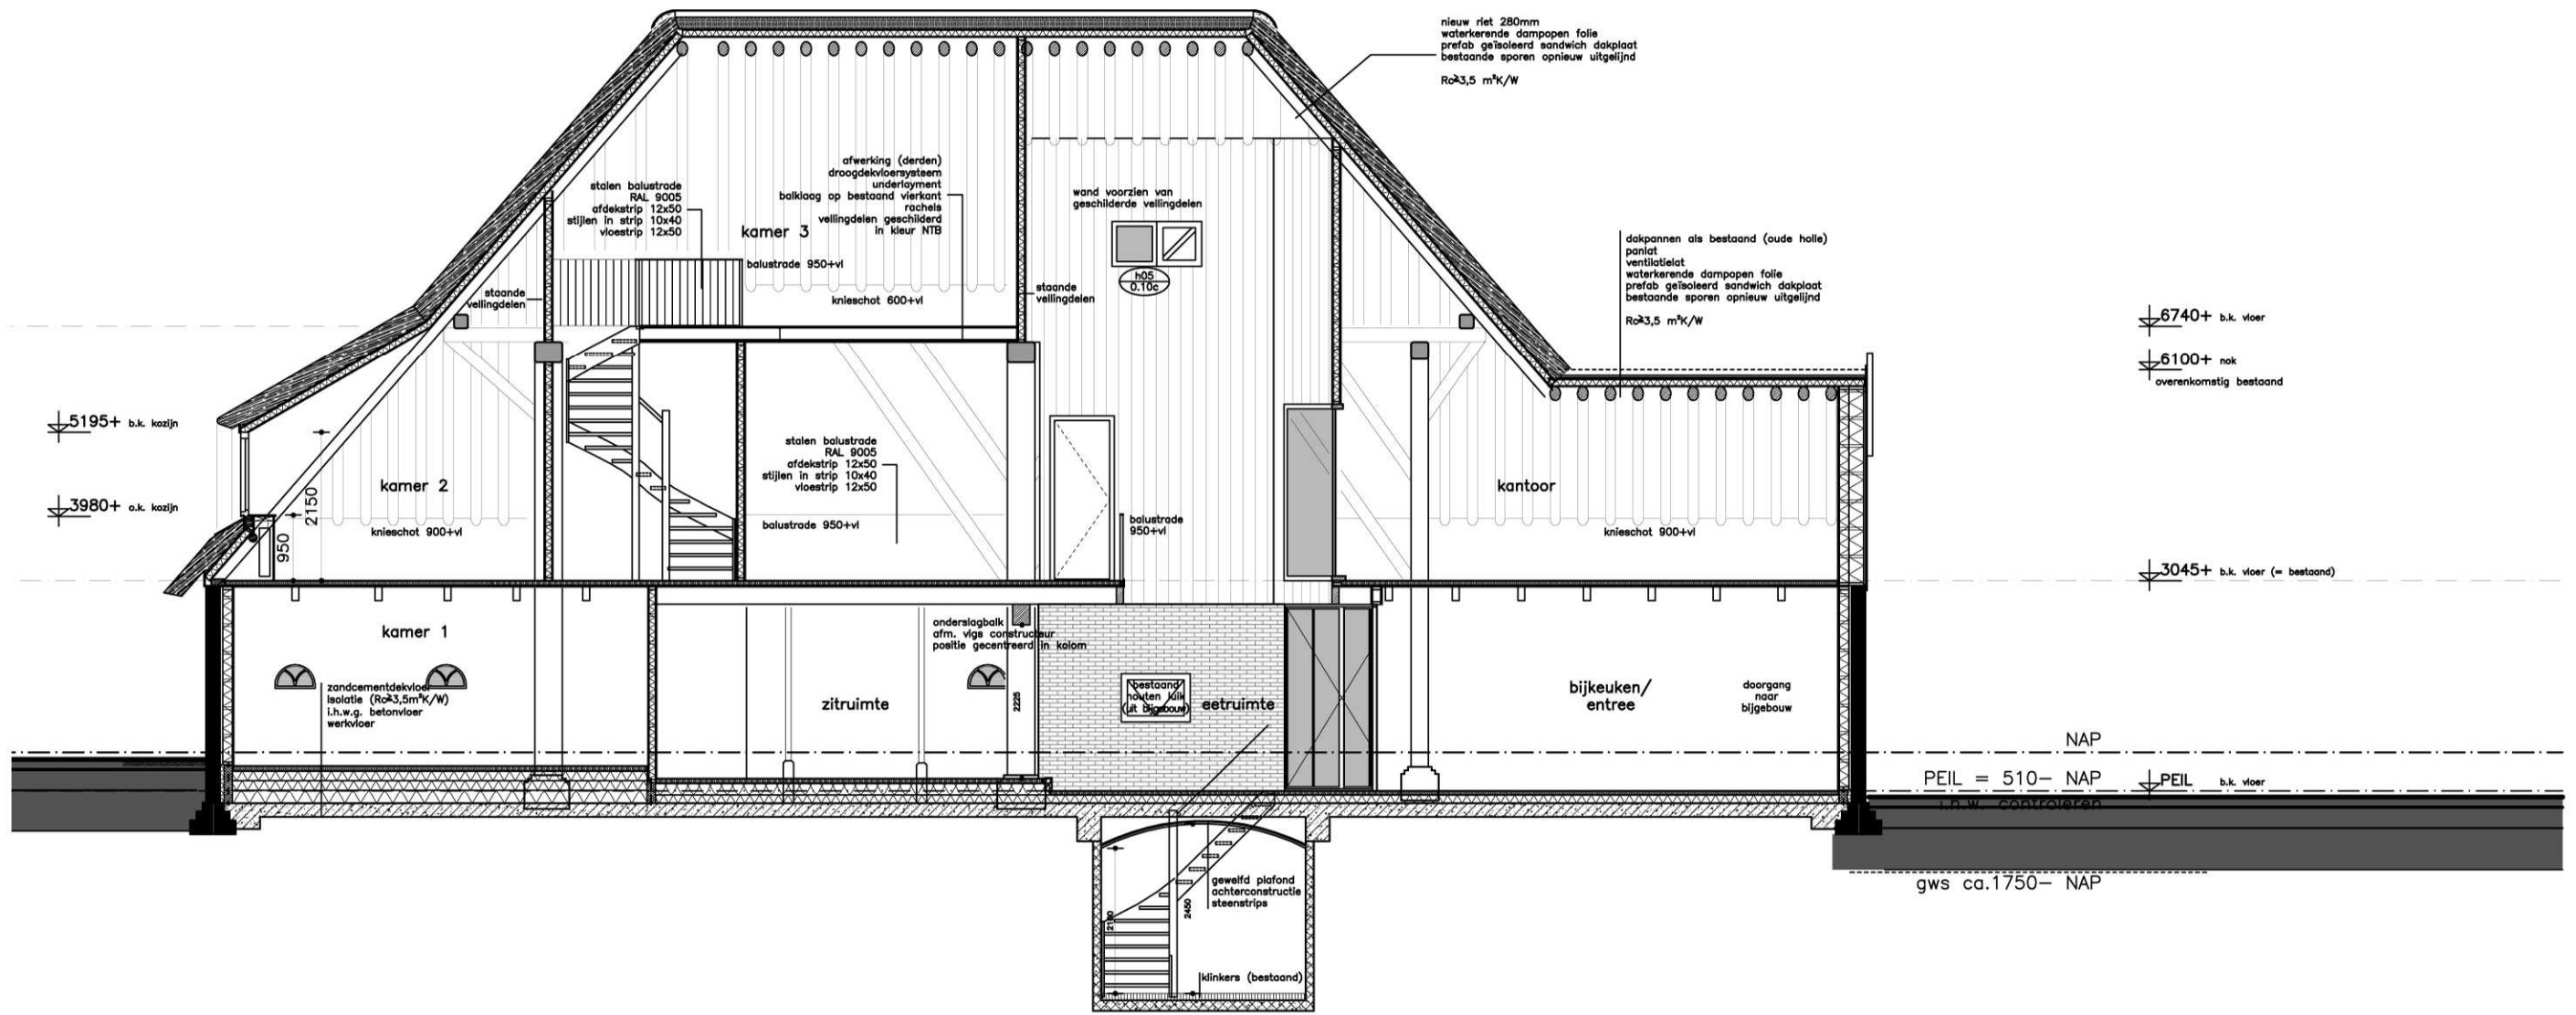 nieuw riet 280mm
waterkerende dampopen folie
prefab geïsoleerd sandwich dakplaat
bestaande sporen opnieuw uitgelijnd
Rc≥3,5 m²K/W
afwerking (derden)
droogdekvloersysteem
underlayment
balklaag op bestaand vierkant
rachels
vellingdelen geschilderd
in kleur NTB
stalen balustrade
RAL 9005
afdekstrip 12x50
stijlen in strip 10x40
vloestrip 12x50
kamer 3
balustrade 950+vl
knieschot 600+vl
staande
vellingdelen
staande
vellingdelen
wand voorzien van
geschilderde vellingdelen
h05
0.10c
dakpannen als bestaand (oude holle)
panlat
ventilatielat
waterkerende dampopen folie
prefab geïsoleerd sandwich dakplaat
bestaande sporen opnieuw uitgelijnd
Rc≥3,5 m²K/W
6740+ b.k. vloer
6100+ nok
overenkomstig bestaand
5195+ b.k. kozijn
3980+ o.k. kozijn
2150
950
kamer 2
knieschot 900+vl
stalen balustrade
RAL 9005
afdekstrip 12x50
stijlen in strip 10x40
vloestrip 12x50
balustrade 950+vl
balustrade
950+vl
kantoor
knieschot 900+vl
3045+ b.k. vloer (= bestaand)
kamer 1
zandcementdekvloer
isolatie (Rc≥3,5m²K/W)
i.h.w.g. betonvloer
werkvloer
onderslagbalk
afm. vlgs constructeur
positie gecentreerd in kolom
zitruimte
2225
bestaand
houten luik
(uit bijgebouw)
eetruimte
bijkeuken/
entree
doorgang
naar
bijgebouw
NAP
PEIL = 510- NAP
i.h.w. controleren
PEIL b.k. vloer
gws ca.1750- NAP
gewelfd plafond
achterconstructie
steenstrips
2450
klinkers (bestaand)